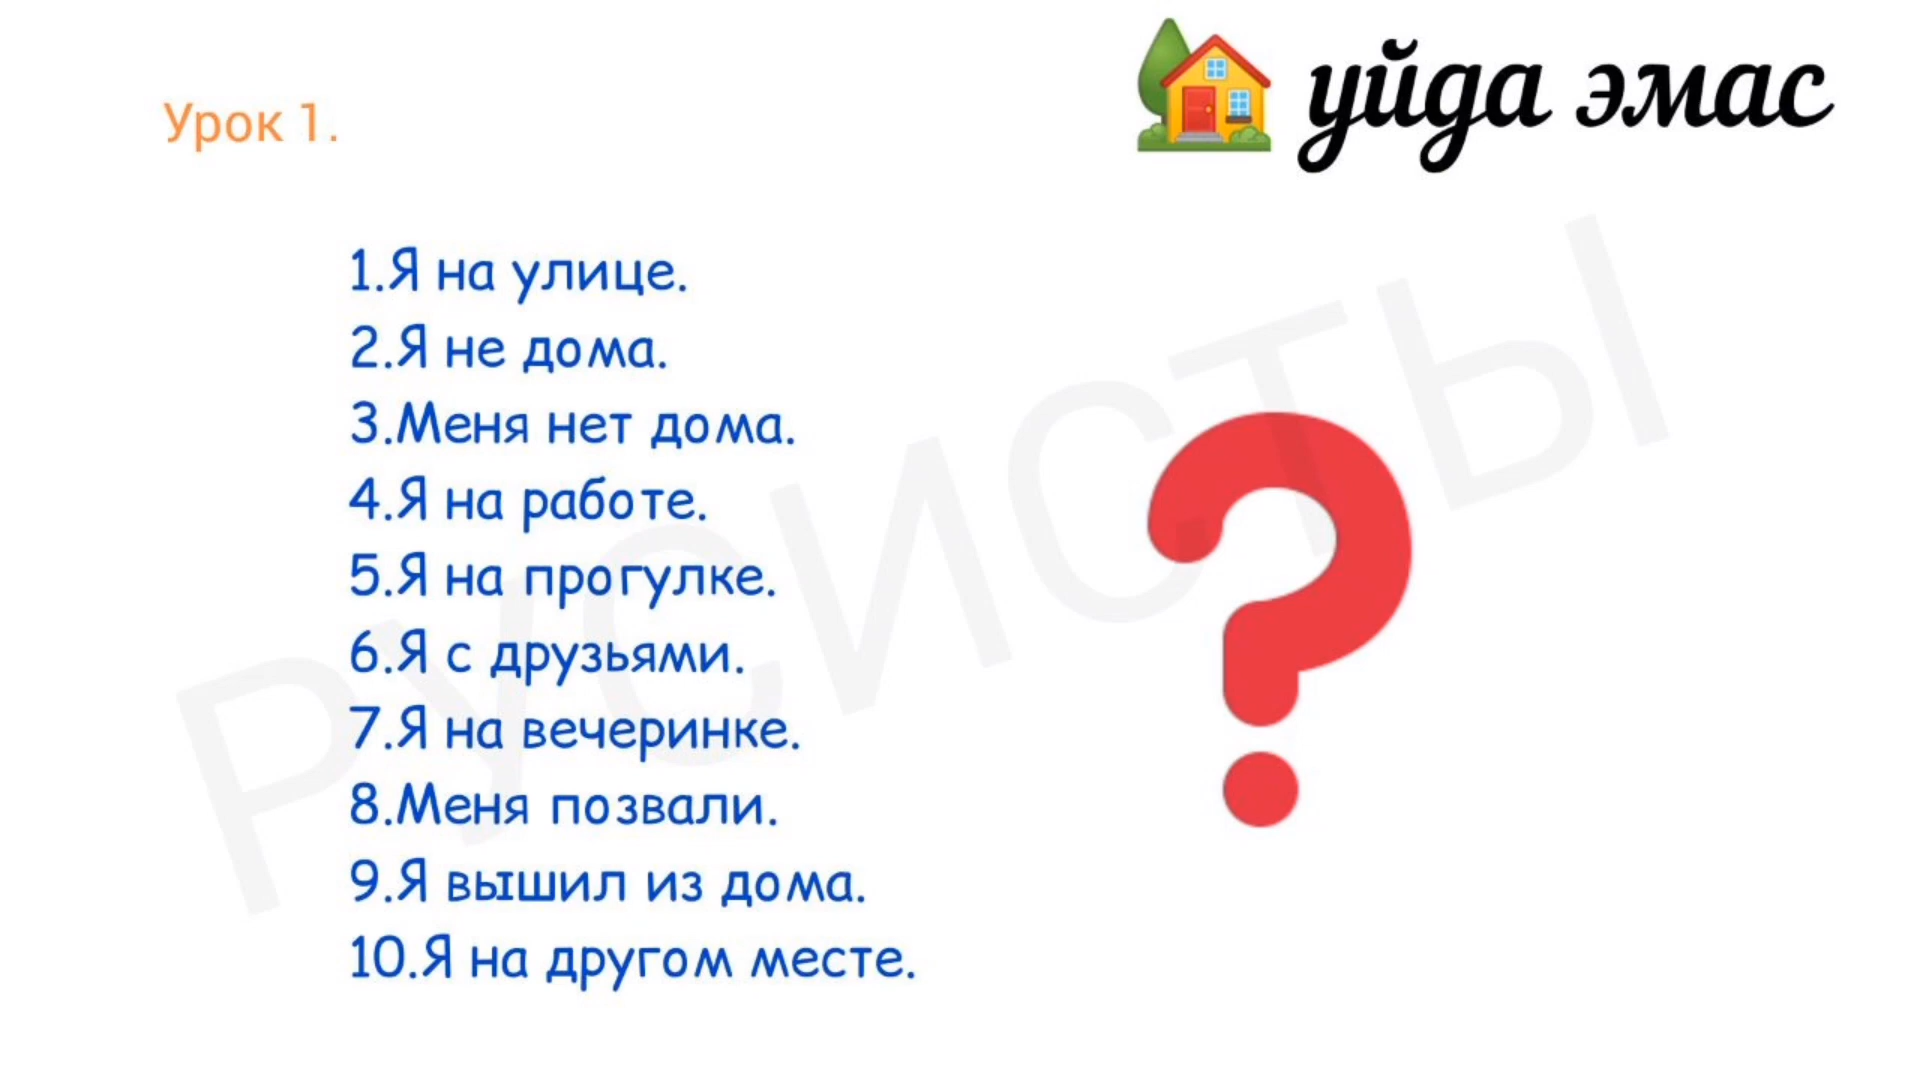 Урок 1.
уйда эмас
1.Я на улице.
2.Я не дома.
3.Меня нет дома.
4.Я на работе.
5.Я на прогулке.
6.Я с друзьями.
7.Я на вечеринке.
8.Меня позвали.
9.Я вышил из дома.
10.Я на другом месте.
РУСИСТЫ